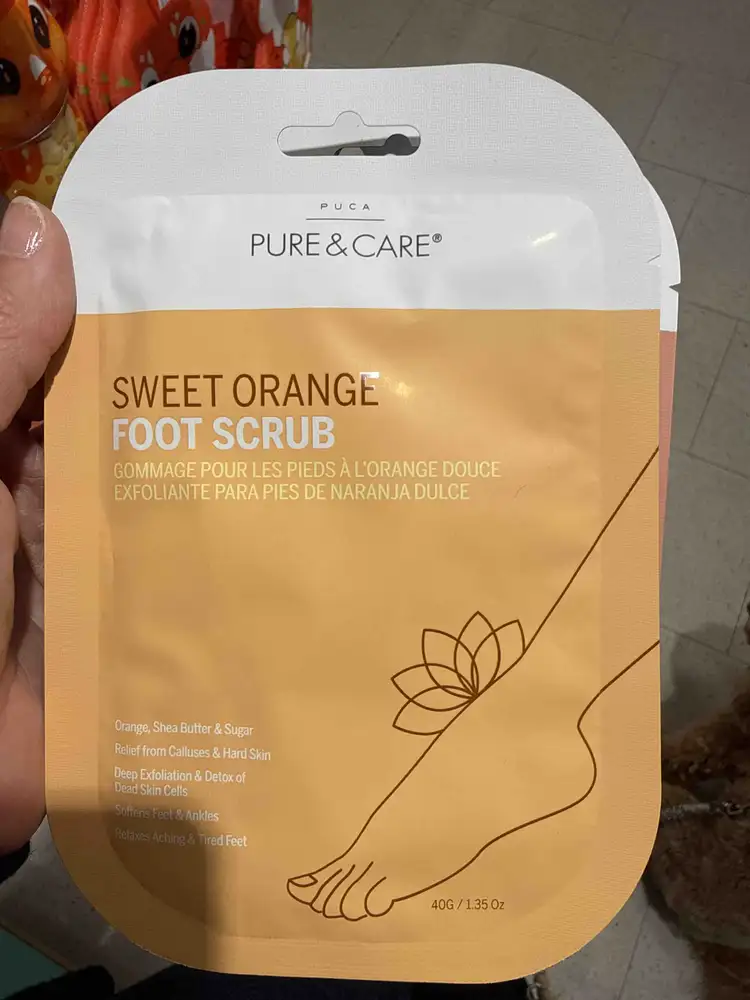 PUCA
PURE & CARE®
SWEET ORANGE
FOOT SCRUB
GOMMAGE POUR LES PIEDS À L'ORANGE DOUCE
EXFOLIANTE PARA PIES DE NARANJA DULCE
Orange, Shea Butter & Sugar
Relief from Calluses & Hard Skin
Deep Exfoliation & Detox of
Dead Skin Cells
Softens Feet & Ankles
Relaxes Aching & Tired Feet
40G / 1.35 Oz